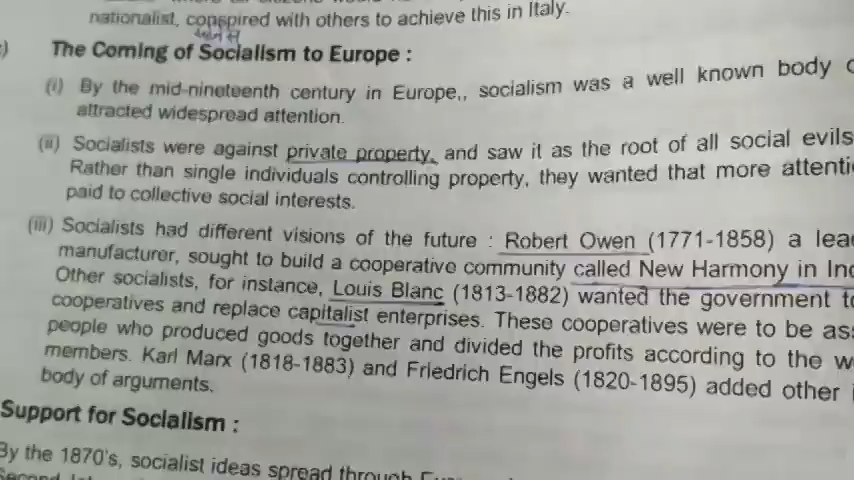 nationalist, conspired with others to achieve this in Italy.
The Coming of Socialism to Europe :
(i) By the mid-nineteenth century in Europe,, socialism was a well known body
attracted widespread attention.
(ii) Socialists were against private property, and saw it as the root of all social evils
Rather than single individuals controlling property, they wanted that more
paid to collective social interests.
(iii) Socialists had different visions of the future : Robert Owen (1771-1858) a
manufacturer, sought to build a cooperative community called New Harmony in
Other socialists, for instance, Louis Blanc (1813-1882) wanted the government
cooperatives and replace capitalist enterprises. These cooperatives were to be
people who produced goods together and divided the profits according to the
members. Karl Marx (1818-1883) and Friedrich Engels (1820-1895) added other
body of arguments.
Support for Socialism :
By the 1870's, socialist ideas spread through